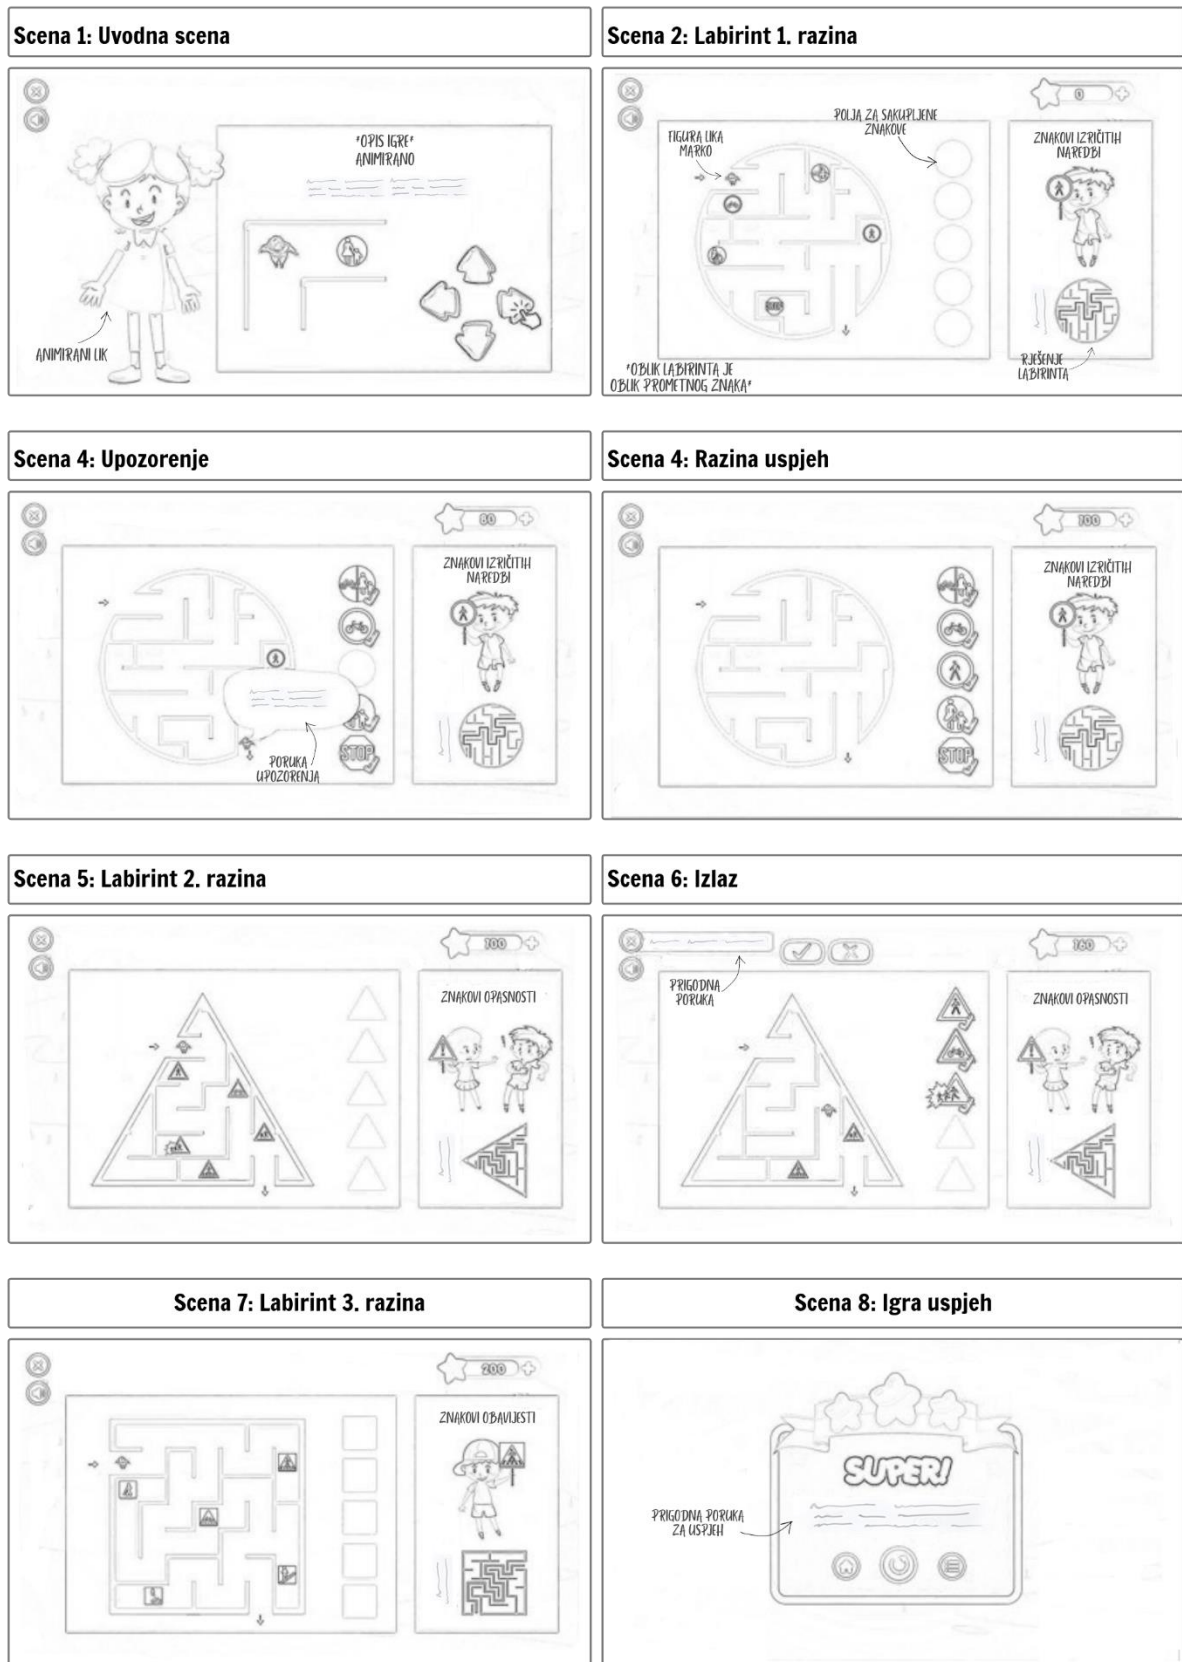 Scena 1: Uvodna scena
*OPIS IGRE*
ANIMIRANO
ANIMIRANI LIK
Scena 2: Labirint 1. razina
0
FIGURA LIKA
MARKO
POLJA ZA SAKUPLJENE
ZNAKOVE
ZNAKOVI IZRIČITIH
NAREDBI
STOP
*OBLIK LABIRINTA JE
OBLIK PROMETNOG ZNAKA*
RJEŠENJE
LABIRINTA
Scena 4: Upozorenje
80
ZNAKOVI IZRIČITIH
NAREDBI
STOP
PORUKA
UPOZORENJA
Scena 4: Razina uspjeh
100
ZNAKOVI IZRIČITIH
NAREDBI
STOP
Scena 5: Labirint 2. razina
100
ZNAKOVI OPASNOSTI
Scena 6: Izlaz
160
PRIGODNA
PORUKA
ZNAKOVI OPASNOSTI
Scena 7: Labirint 3. razina
200
ZNAKOVI OBAVIJESTI
Scena 8: Igra uspjeh
SUPER!
PRIGODNA PORUKA
ZA USPJEH